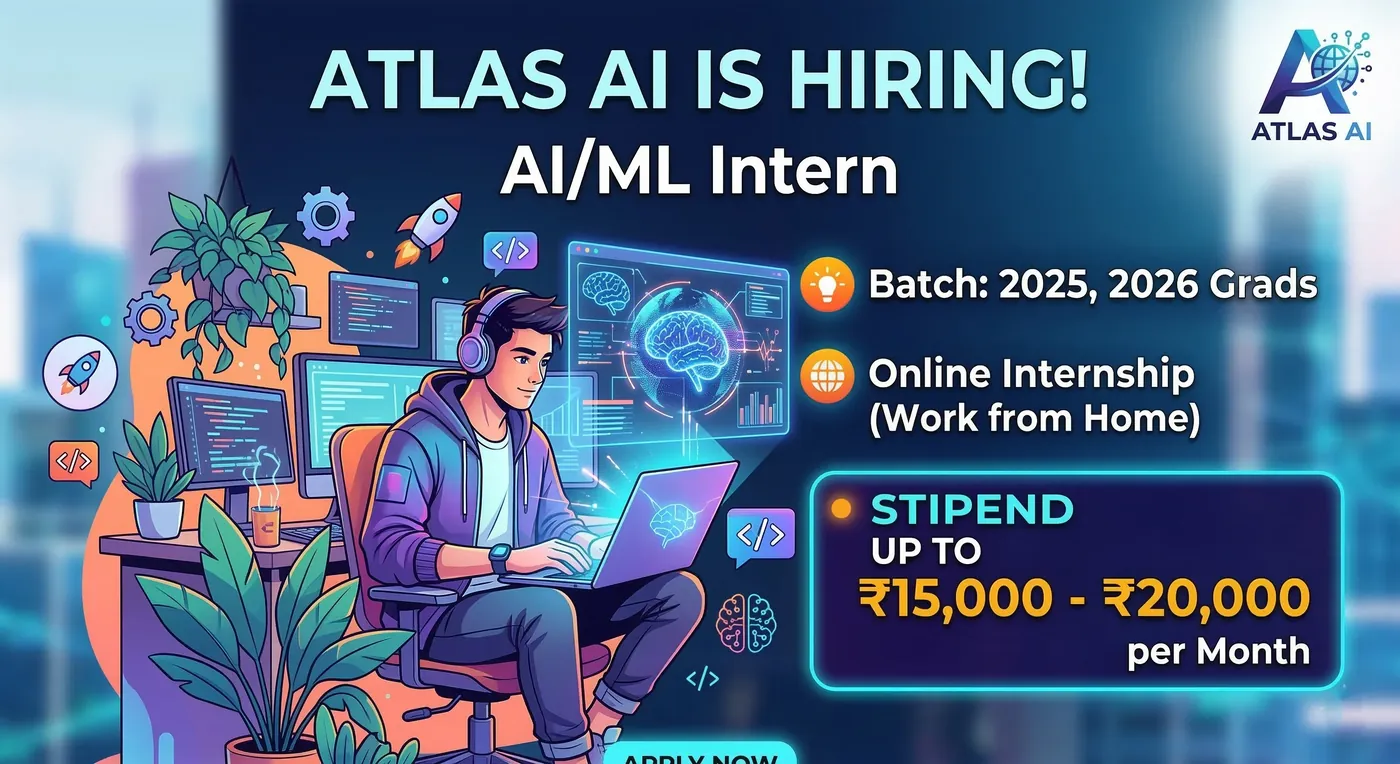 ATLAS AI IS HIRING!
AI/ML Intern
ATLAS AI
</>
Batch: 2025, 2026 Grads
Online Internship
(Work from Home)
</>
</>
STIPEND
UP TO
₹15,000 - ₹20,000
per Month
</>
APPLY NOW